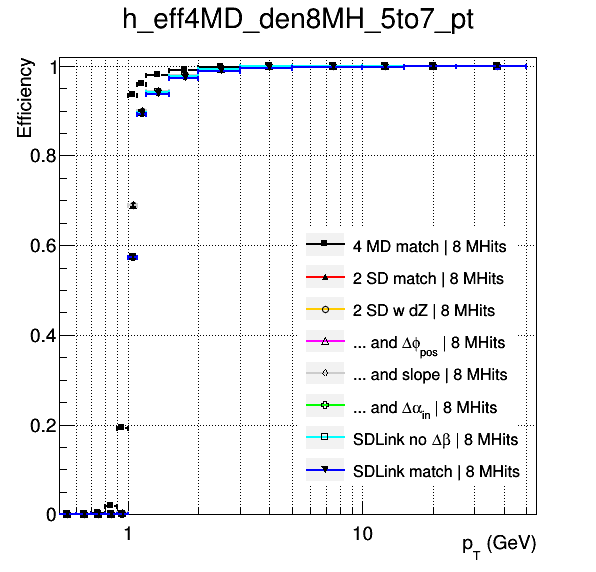 h_eff4MD_den8MH_5to7_pt
Efficiency
1
0.8
0.6
0.4
0.2
0
4 MD match | 8 MHits
2 SD match | 8 MHits
2 SD w dZ | 8 MHits
... and Δϕpos | 8 MHits
... and slope | 8 MHits
... and Δαin | 8 MHits
SDLink no Δβ | 8 MHits
SDLink match | 8 MHits
1 10
pT (GeV)